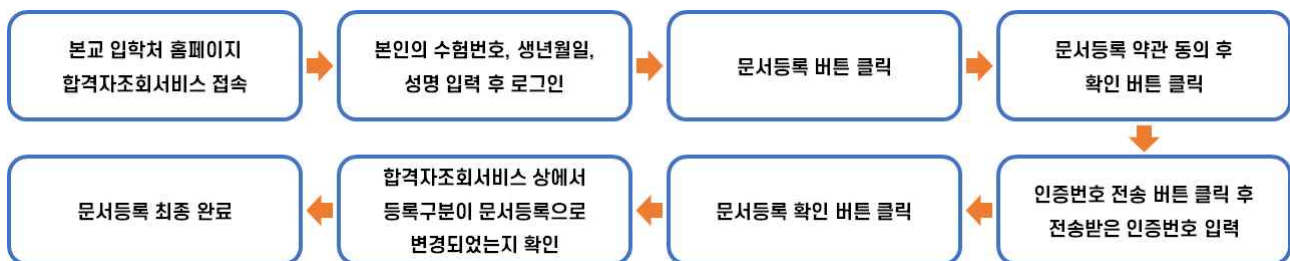 본교 입학처 홈페이지
합격자조회서비스 접속
본인의 수험번호, 생년월일,
성명 입력 후 로그인
문서등록 버튼 클릭
문서등록 약관 동의 후
확인 버튼 클릭
인증번호 전송 버튼 클릭 후
전송받은 인증번호 입력
문서등록 확인 버튼 클릭
합격자조회서비스 상에서
등록구분이 문서등록으로
변경되었는지 확인
문서등록 최종 완료